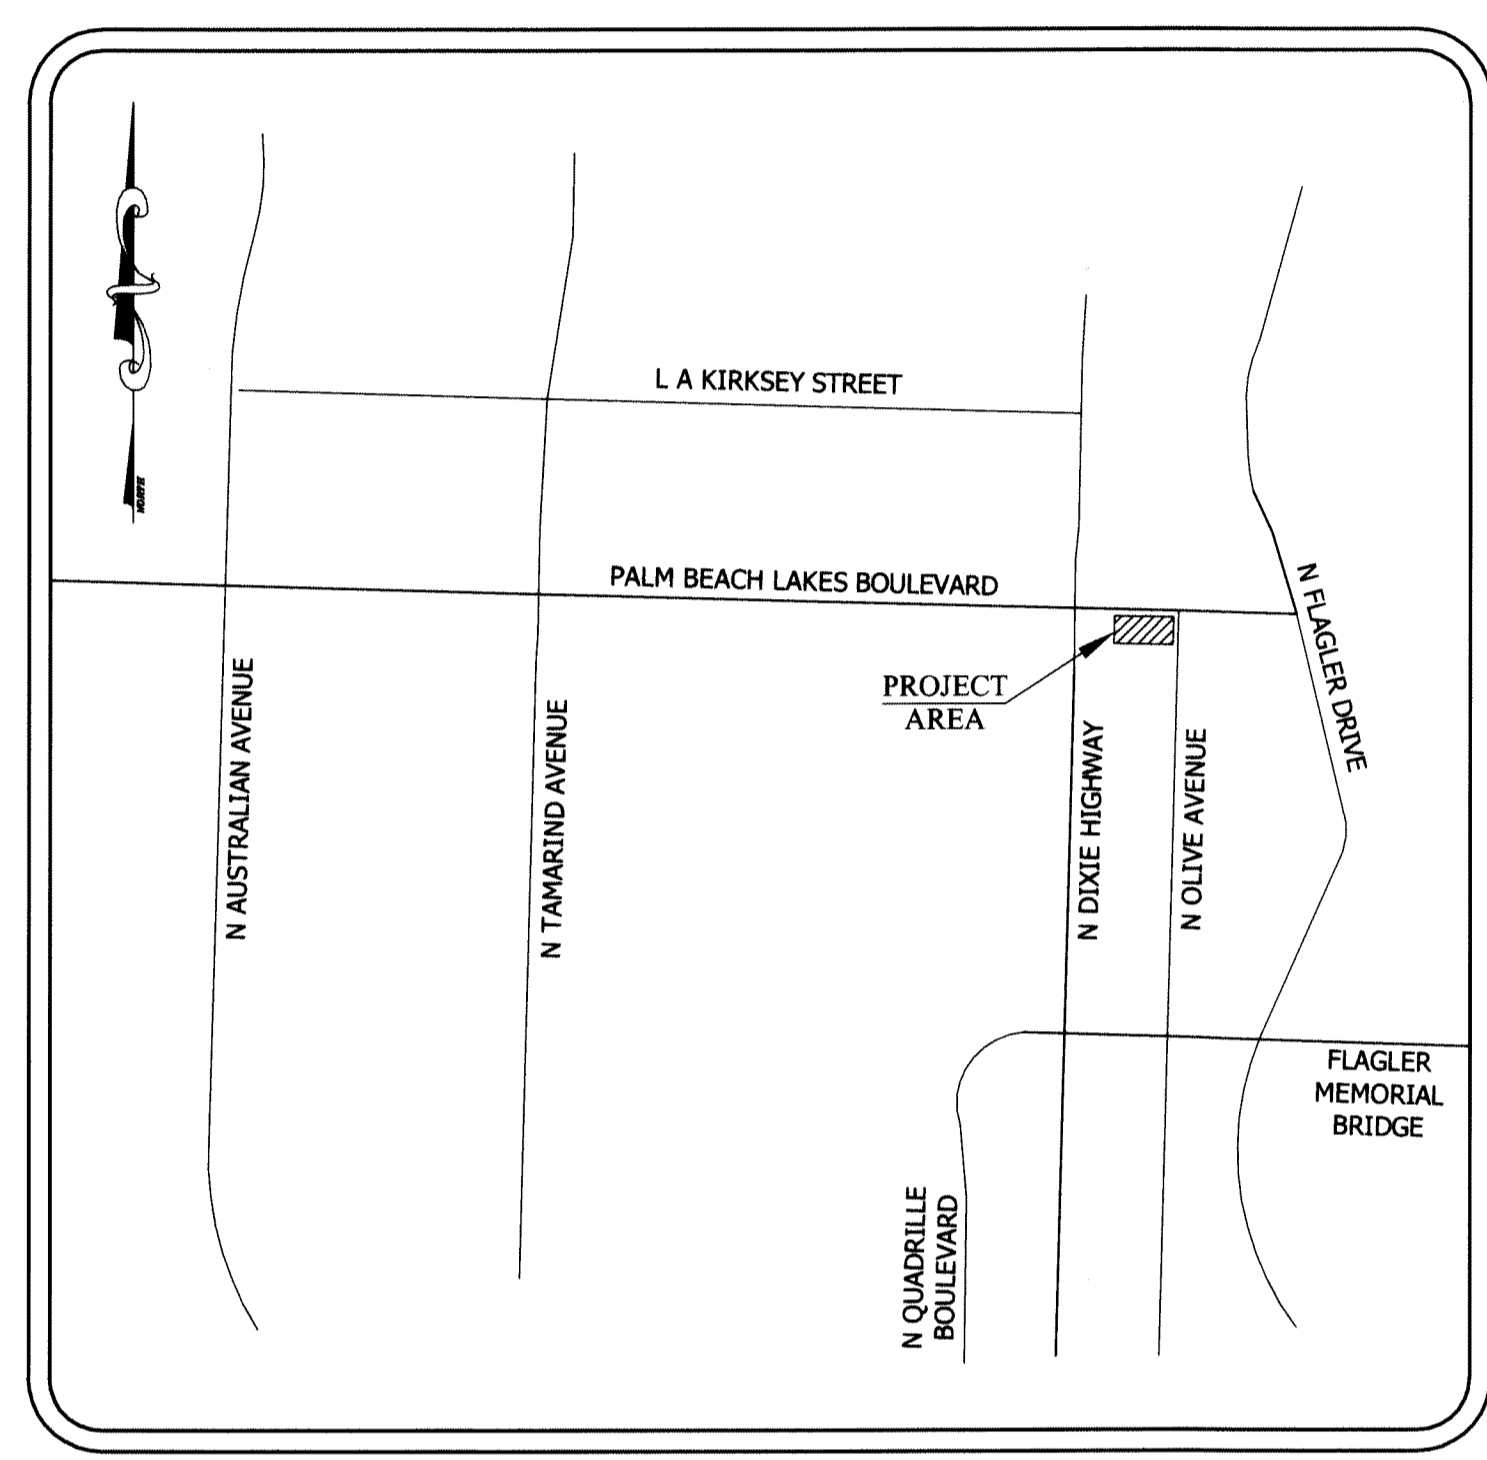 NORTH
L A KIRKSEY STREET
PALM BEACH LAKES BOULEVARD
N FLAGLER DRIVE
PROJECT
AREA
N AUSTRALIAN AVENUE
N TAMARIND AVENUE
N DIXIE HIGHWAY
N OLIVE AVENUE
FLAGLER
MEMORIAL
BRIDGE
N QUADRILLE
BOULEVARD